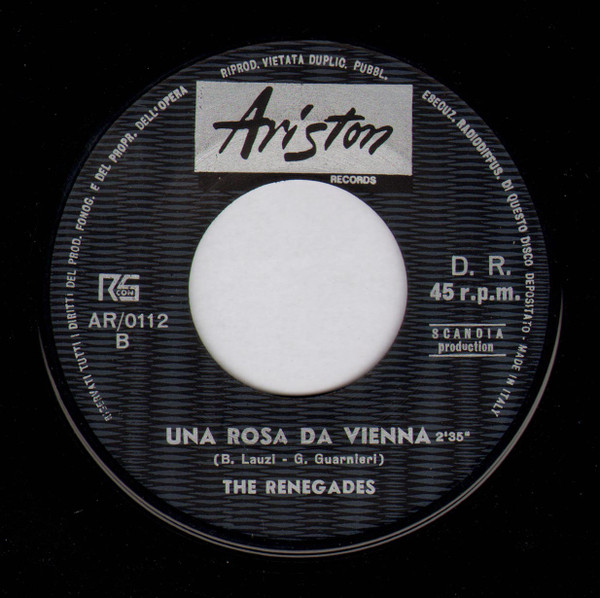 RISERVATI TUTTI I DIRITTI DEL PROD. FONOG. E DEL PROPR. DELL'OPERA
RIPROD. VIETATA DUPLIC. PUBBL.
ESEQUZ. RADIODIFFUS. DI QUESTO DISCO DEPOSITATO - MADE IN ITALY
Ariston
RECORDS
COM
AR/0112
B
D. R.
45 r.p.m.
SCANDIA
production
UNA ROSA DA VIENNA 2'35"
(B. Lauzi - G. Guarnieri)
THE RENEGADES